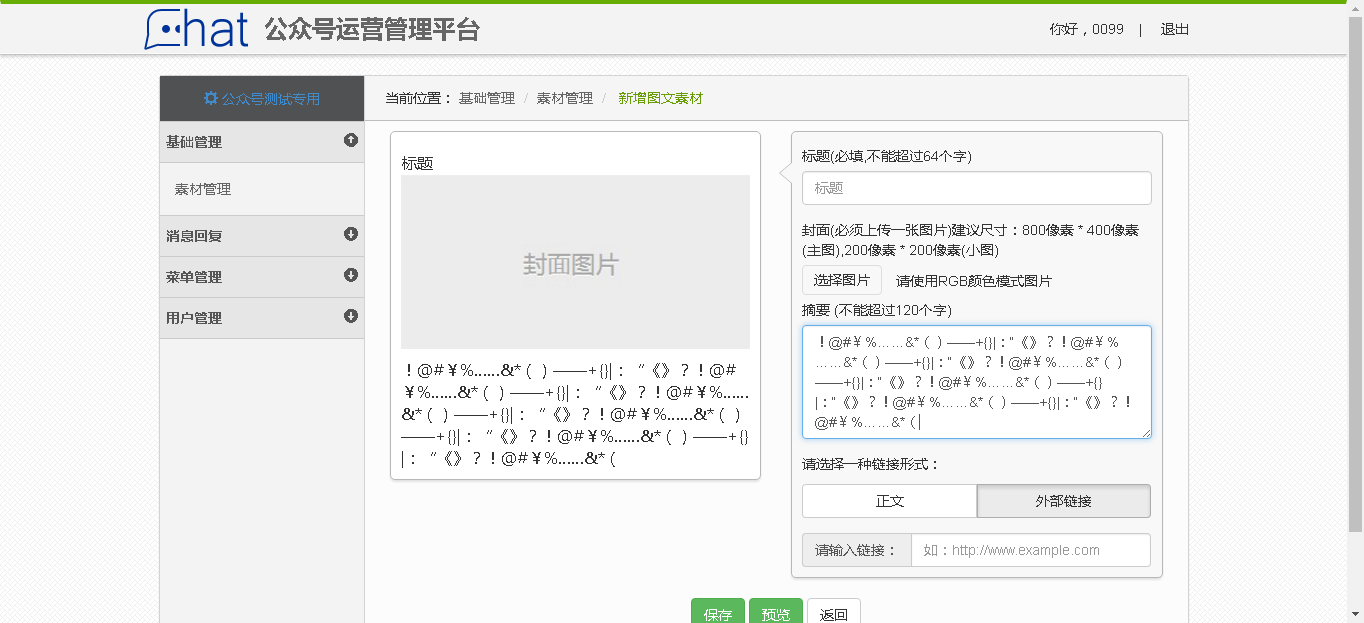 chat 公众号运营管理平台
你好，0099 | 退出
公众号测试专用
当前位置： 基础管理 / 素材管理 / 新增图文素材
基础管理
素材管理
消息回复
菜单管理
用户管理
标题
封面图片
！@#￥%……&*（）——+{}|：“《》？！@#
￥%……&*（）——+{}|：“《》？！@#￥%……
&*（）——+{}|：“《》？！@#￥%……&*（）
——+{}|：“《》？！@#￥%……&*（）——+{}
|：“《》？！@#￥%……&*（
标题(必填,不能超过64个字)
标题
封面(必须上传一张图片)建议尺寸：800像素 * 400像素
(主图),200像素 * 200像素(小图)
选择图片 请使用RGB颜色模式图片
摘要 (不能超过120个字)
！@#￥%……&*（）——+{}|：“《》？！@#￥%
……&*（）——+{}|：“《》？！@#￥%……&*（）
——+{}|：“《》？！@#￥%……&*（）——+{}
|：“《》？！@#￥%……&*（）——+{}|：“《》？！
@#￥%……&*（
请选择一种链接形式：
正文 外部链接
请输入链接： 如：http://www.example.com
保存 预览 返回